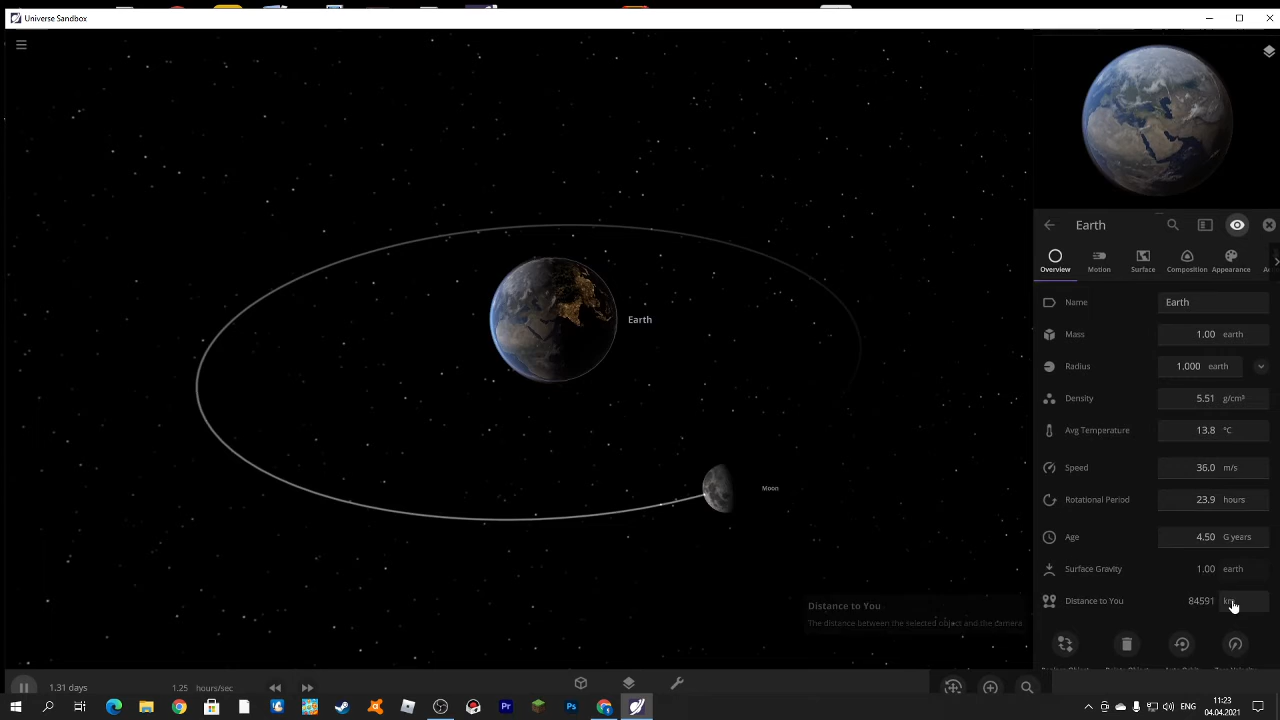 Universe Sandbox
Earth
Overview
Motion
Surface
Composition
Appearance
Name
Earth
Mass
1.00 earth
Radius
1.000 earth
Density
5.51 g/cm³
Avg Temperature
13.8 °C
Speed
36.0 m/s
Rotational Period
23.9 hours
Age
4.50 G years
Surface Gravity
1.00 earth
Distance to You
84591 km
Earth
Moon
Distance to You
The distance between the selected object and the camera
1.31 days
1.25 hours/sec
Pr
Ps
11:23
04.04.2021